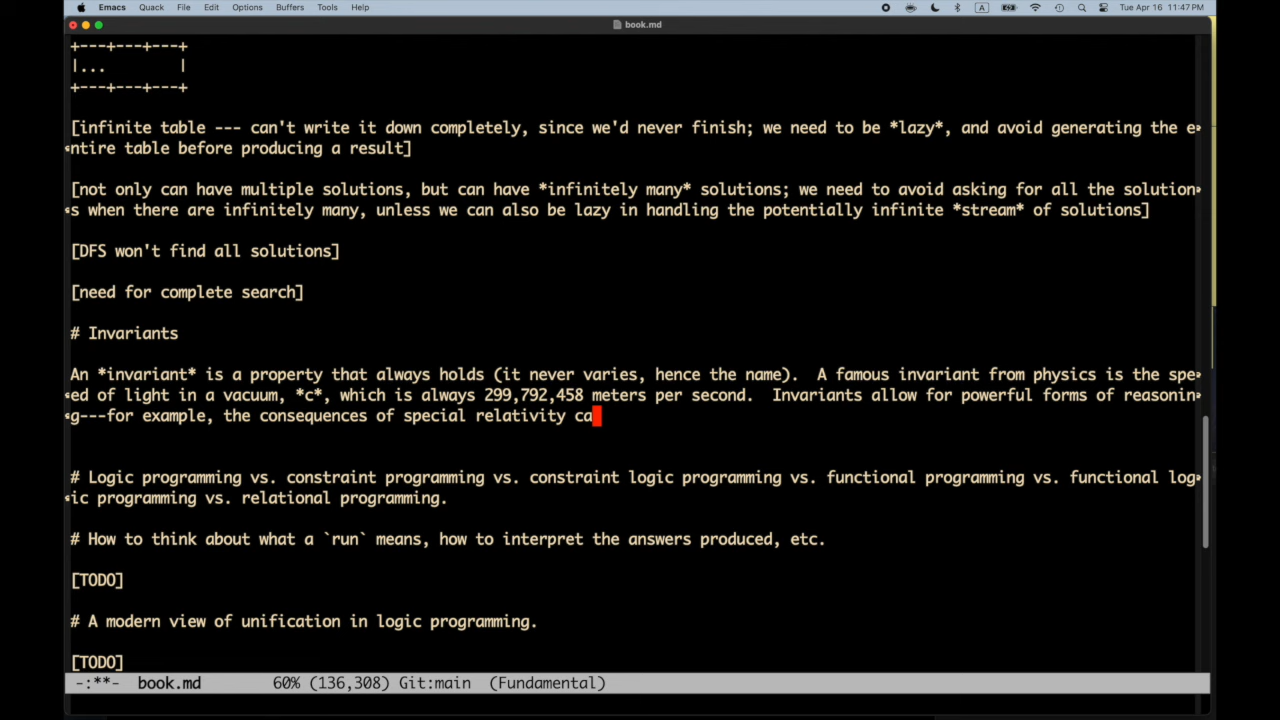 Emacs Quack File Edit Options Buffers Tools Help A Tue Apr 16 11:47 PM
book.md
+---+---+---+
|... |
+---+---+---+
[infinite table --- can't write it down completely, since we'd never finish; we need to be *lazy*, and avoid generating the e
ntire table before producing a result]
[not only can have multiple solutions, but can have *infinitely many* solutions; we need to avoid asking for all the solution
s when there are infinitely many, unless we can also be lazy in handling the potentially infinite *stream* of solutions]
[DFS won't find all solutions]
[need for complete search]
# Invariants
An *invariant* is a property that always holds (it never varies, hence the name).  A famous invariant from physics is the spe
ed of light in a vacuum, *c*, which is always 299,792,458 meters per second.  Invariants allow for powerful forms of reasonin
g---for example, the consequences of special relativity ca
# Logic programming vs. constraint programming vs. constraint logic programming vs. functional programming vs. functional log
ic programming vs. relational programming.
# How to think about what a `run` means, how to interpret the answers produced, etc.
[TODO]
# A modern view of unification in logic programming.
[TODO]
-:**- book.md 60% (136,308) Git:main (Fundamental)